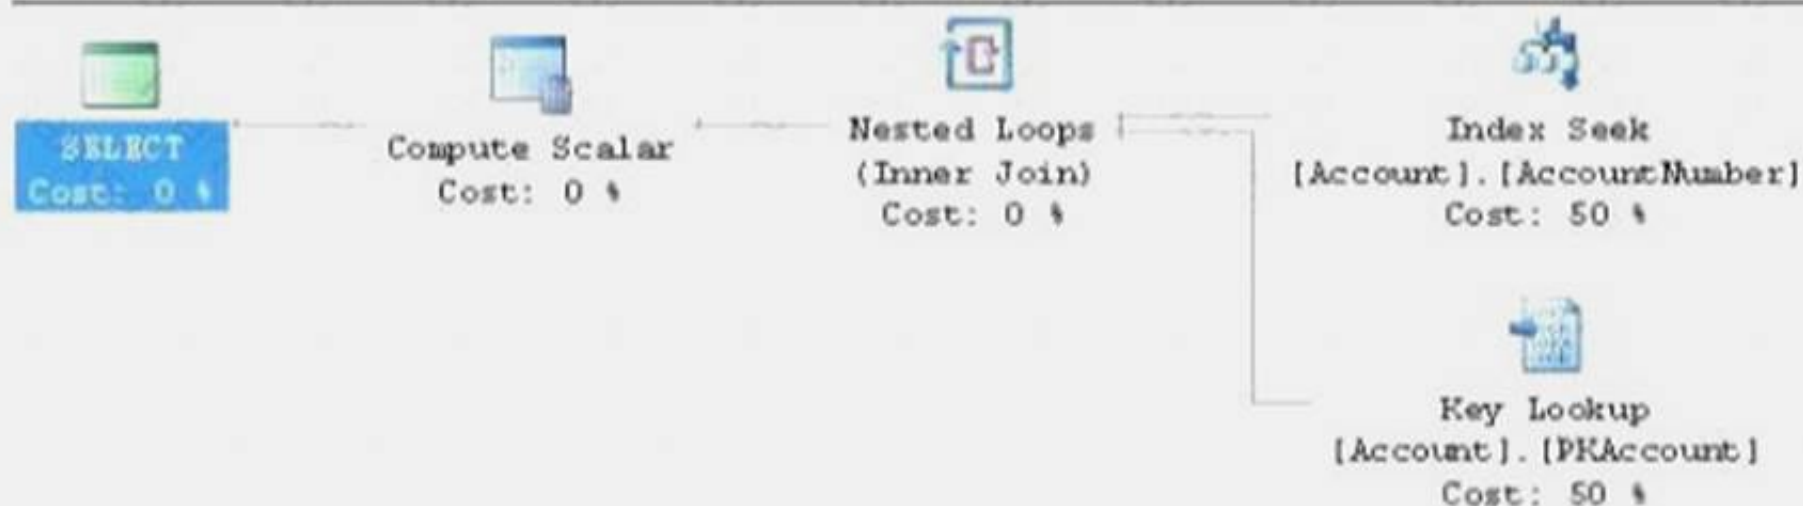 SELECT
Cost: 0 %
Compute Scalar
Cost: 0 %
Nested Loops
(Inner Join)
Cost: 0 %
Index Seek
[Account].[AccountNumber]
Cost: 50 %
Key Lookup
[Account].[PKAccount]
Cost: 50 %